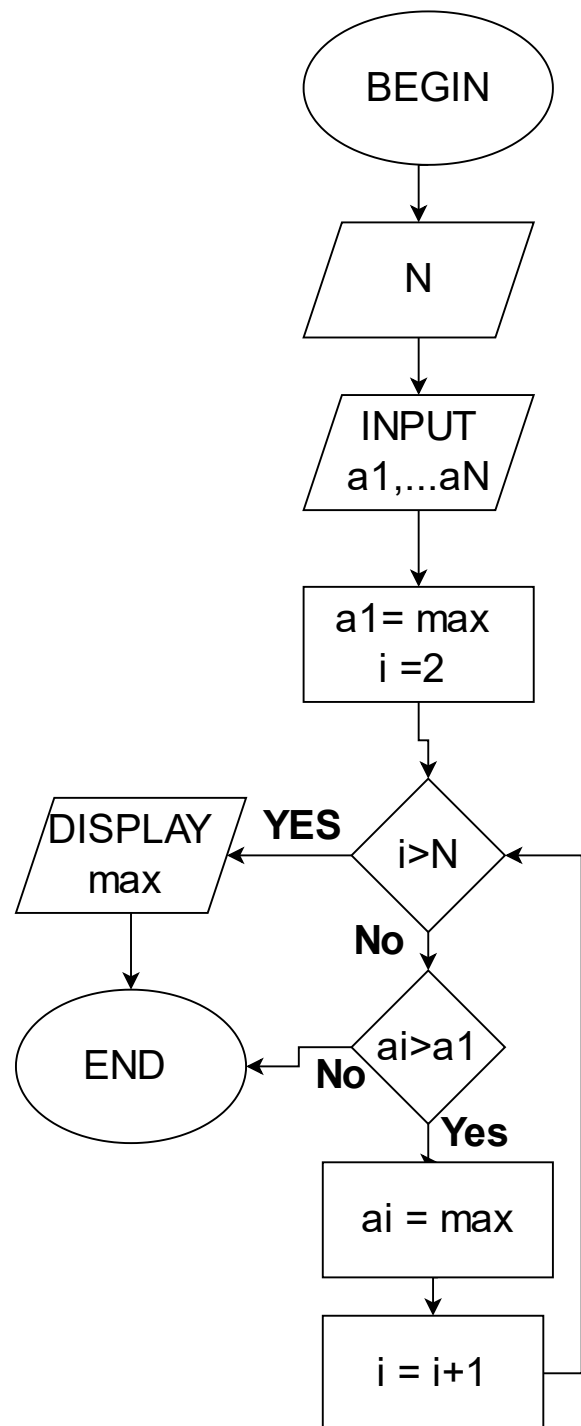 BEGIN
N
INPUT
a1,...aN
a1= max
i =2
i>N
YES
DISPLAY
max
No
ai>a1
No
END
Yes
ai = max
i = i+1